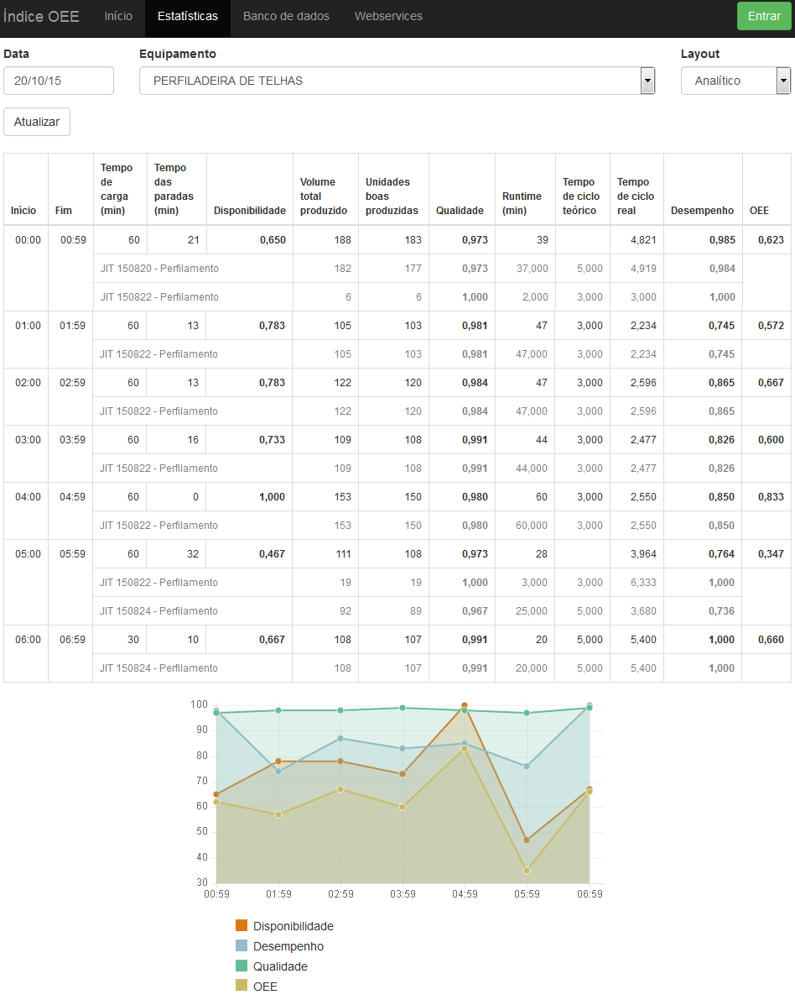 Índice OEE Início Estatísticas Banco de dados Webservices Entrar
Data Equipamento Layout
20/10/15 PERFILADEIRA DE TELHAS Analítico
Atualizar
Início Fim Tempo de carga (min) Tempo das paradas (min) Disponibilidade Volume total produzido Unidades boas produzidas Qualidade Runtime (min) Tempo de ciclo teórico Tempo de ciclo real Desempenho OEE
00:00 00:59 60 21 0,650 188 183 0,973 39 4,821 0,985 0,623
JIT 150820 - Perfilamento 182 177 0,973 37,000 5,000 4,919 0,984
JIT 150822 - Perfilamento 6 6 1,000 2,000 3,000 3,000 1,000
01:00 01:59 60 13 0,783 105 103 0,981 47 3,000 2,234 0,745 0,572
JIT 150822 - Perfilamento 105 103 0,981 47,000 3,000 2,234 0,745
02:00 02:59 60 13 0,783 122 120 0,984 47 3,000 2,596 0,865 0,667
JIT 150822 - Perfilamento 122 120 0,984 47,000 3,000 2,596 0,865
03:00 03:59 60 16 0,733 109 108 0,991 44 3,000 2,477 0,826 0,600
JIT 150822 - Perfilamento 109 108 0,991 44,000 3,000 2,477 0,826
04:00 04:59 60 0 1,000 153 150 0,980 60 3,000 2,550 0,850 0,833
JIT 150822 - Perfilamento 153 150 0,980 60,000 3,000 2,550 0,850
05:00 05:59 60 32 0,467 111 108 0,973 28 3,964 0,764 0,347
JIT 150822 - Perfilamento 19 19 1,000 3,000 3,000 6,333 1,000
JIT 150824 - Perfilamento 92 89 0,967 25,000 5,000 3,680 0,736
06:00 06:59 30 10 0,667 108 107 0,991 20 5,000 5,400 1,000 0,660
JIT 150824 - Perfilamento 108 107 0,991 20,000 5,000 5,400 1,000
100
90
80
70
60
50
40
30
00:59 01:59 02:59 03:59 04:59 05:59 06:59
Disponibilidade
Desempenho
Qualidade
OEE